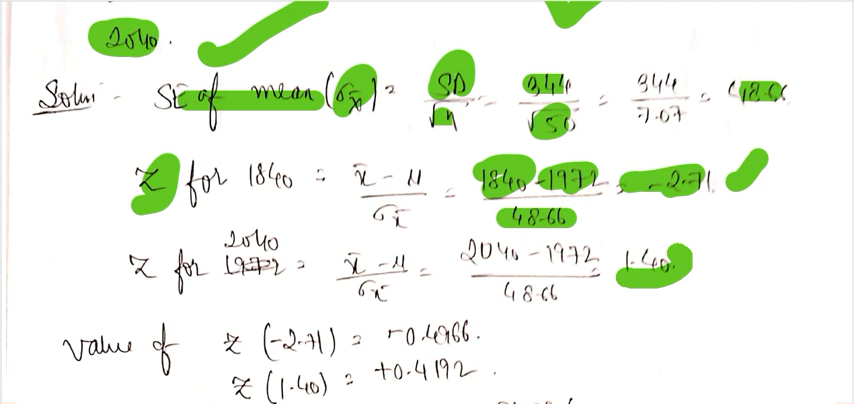 2040.
Soln:- SE of mean (σx̄) = SD/√n = 344/√50 = 344/7.07 = 48.66
Z for 1840 = x̄ - μ / σx̄ = 1840 - 1972 / 48.66 = -2.71
2040
Z for 1972 = x̄ - μ / σx̄ = 2040 - 1972 / 48.66 = 1.40
Value of Z (-2.71) = -0.4966.
Z (1.40) = +0.4192.